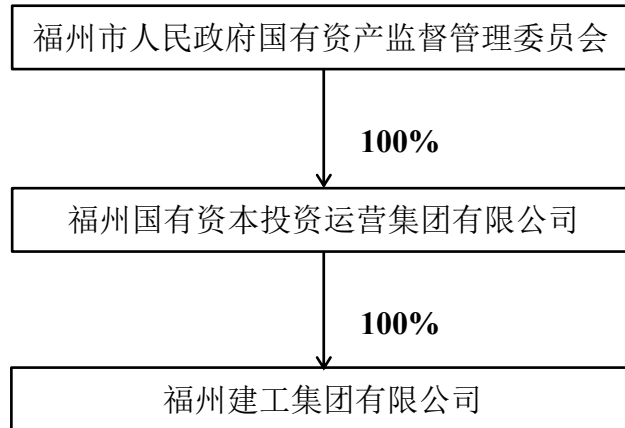 福州市人民政府国有资产监督管理委员会
100%
福州国有资本投资运营集团有限公司
100%
福州建工集团有限公司